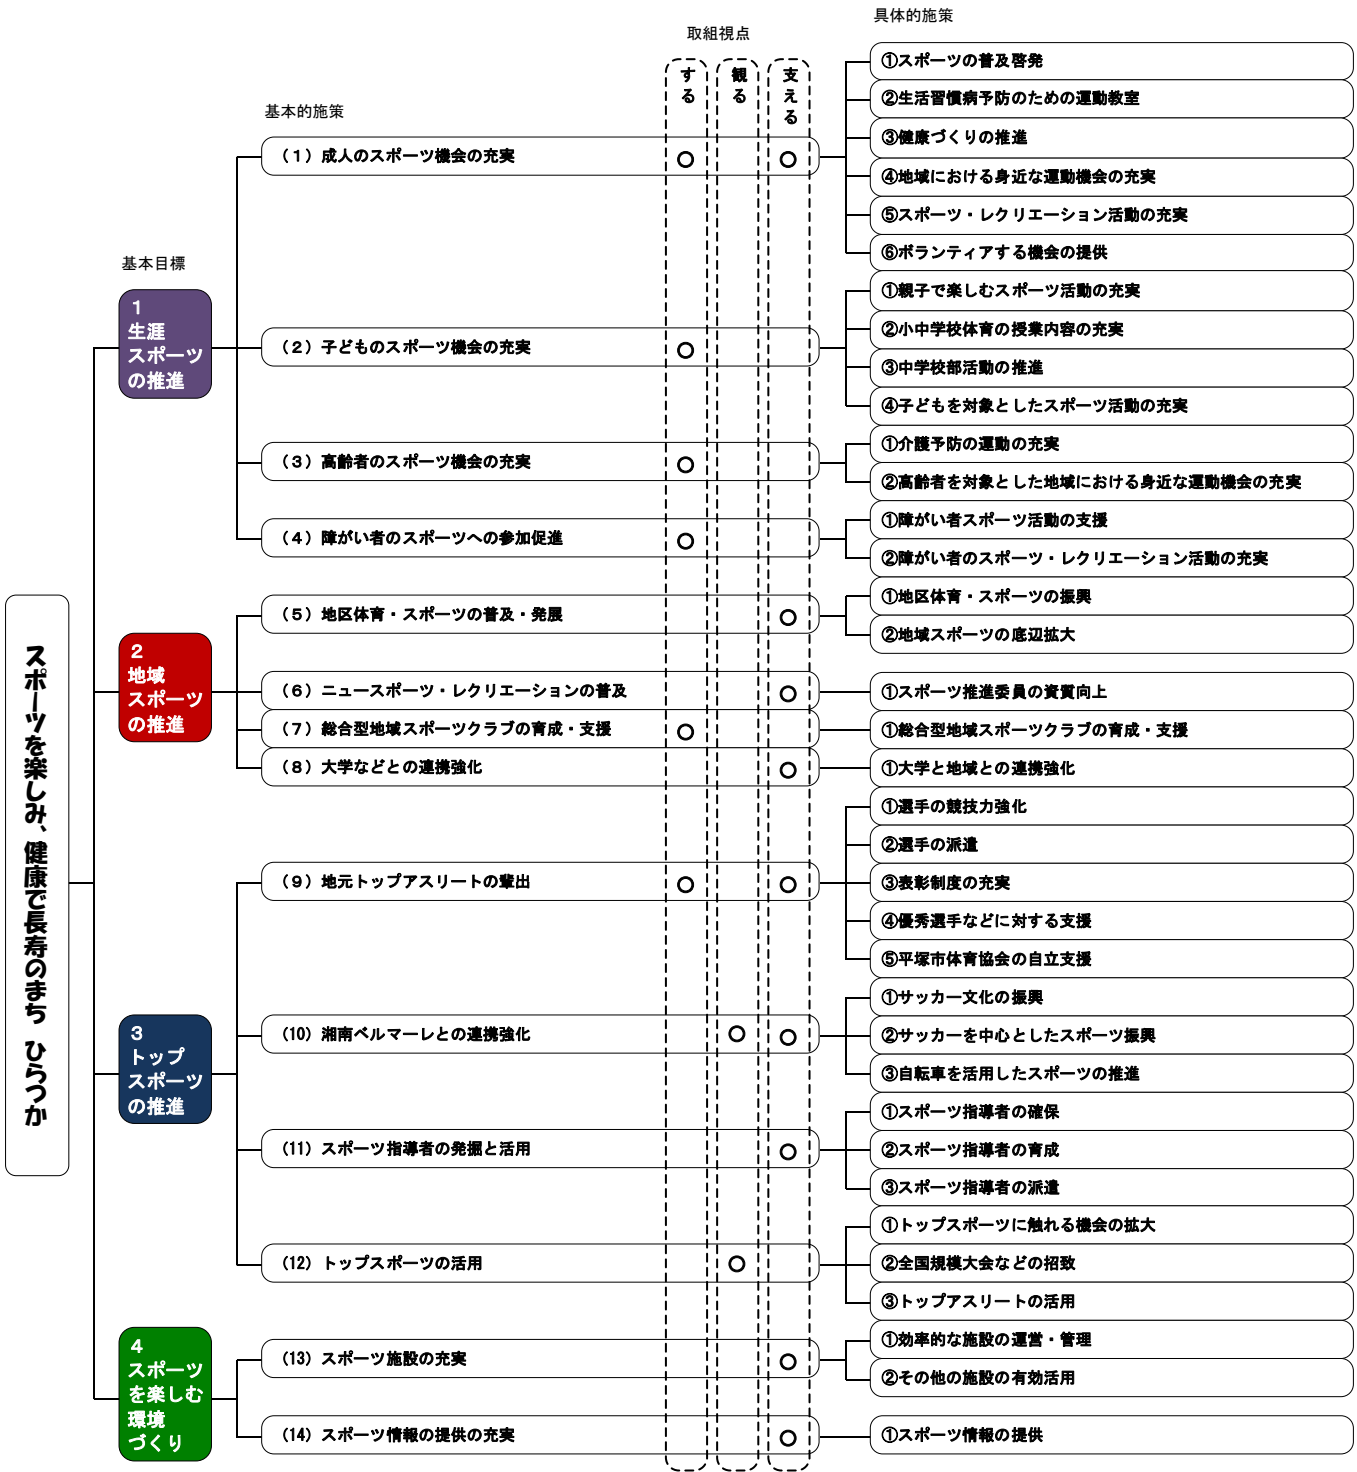 具体的施策
取組視点
する
観る
支える
基本的施策
基本目標
スポーツを楽しみ、健康で長寿のまち ひらつか
1
生涯
スポーツ
の推進
(1) 成人のスポーツ機会の充実 ○ ○
①スポーツの普及啓発
②生活習慣病予防のための運動教室
③健康づくりの推進
④地域における身近な運動機会の充実
⑤スポーツ・レクリエーション活動の充実
⑥ボランティアする機会の提供
(2) 子どものスポーツ機会の充実 ○
①親子で楽しむスポーツ活動の充実
②小中学校体育の授業内容の充実
③中学校部活動の推進
④子どもを対象としたスポーツ活動の充実
(3) 高齢者のスポーツ機会の充実 ○
①介護予防の運動の充実
②高齢者を対象とした地域における身近な運動機会の充実
(4) 障がい者のスポーツへの参加促進 ○
①障がい者スポーツ活動の支援
②障がい者のスポーツ・レクリエーション活動の充実
2
地域
スポーツ
の推進
(5) 地区体育・スポーツの普及・発展 ○
①地区体育・スポーツの振興
②地域スポーツの底辺拡大
(6) ニュースポーツ・レクリエーションの普及 ○
①スポーツ推進委員の資質向上
(7) 総合型地域スポーツクラブの育成・支援 ○
①総合型地域スポーツクラブの育成・支援
(8) 大学などとの連携強化 ○
①大学と地域との連携強化
3
トップ
スポーツ
の推進
(9) 地元トップアスリートの輩出 ○ ○
①選手の競技力強化
②選手の派遣
③表彰制度の充実
④優秀選手などに対する支援
⑤平塚市体育協会の自立支援
(10) 湘南ベルマーレとの連携強化 ○ ○
①サッカー文化の振興
②サッカーを中心としたスポーツ振興
③自転車を活用したスポーツの推進
(11) スポーツ指導者の発掘と活用 ○
①スポーツ指導者の確保
②スポーツ指導者の育成
③スポーツ指導者の派遣
(12) トップスポーツの活用 ○
①トップスポーツに触れる機会の拡大
②全国規模大会などの招致
③トップアスリートの活用
4
スポーツ
を楽しむ
環境
づくり
(13) スポーツ施設の充実 ○
①効率的な施設の運営・管理
②その他の施設の有効活用
(14) スポーツ情報の提供の充実 ○
①スポーツ情報の提供